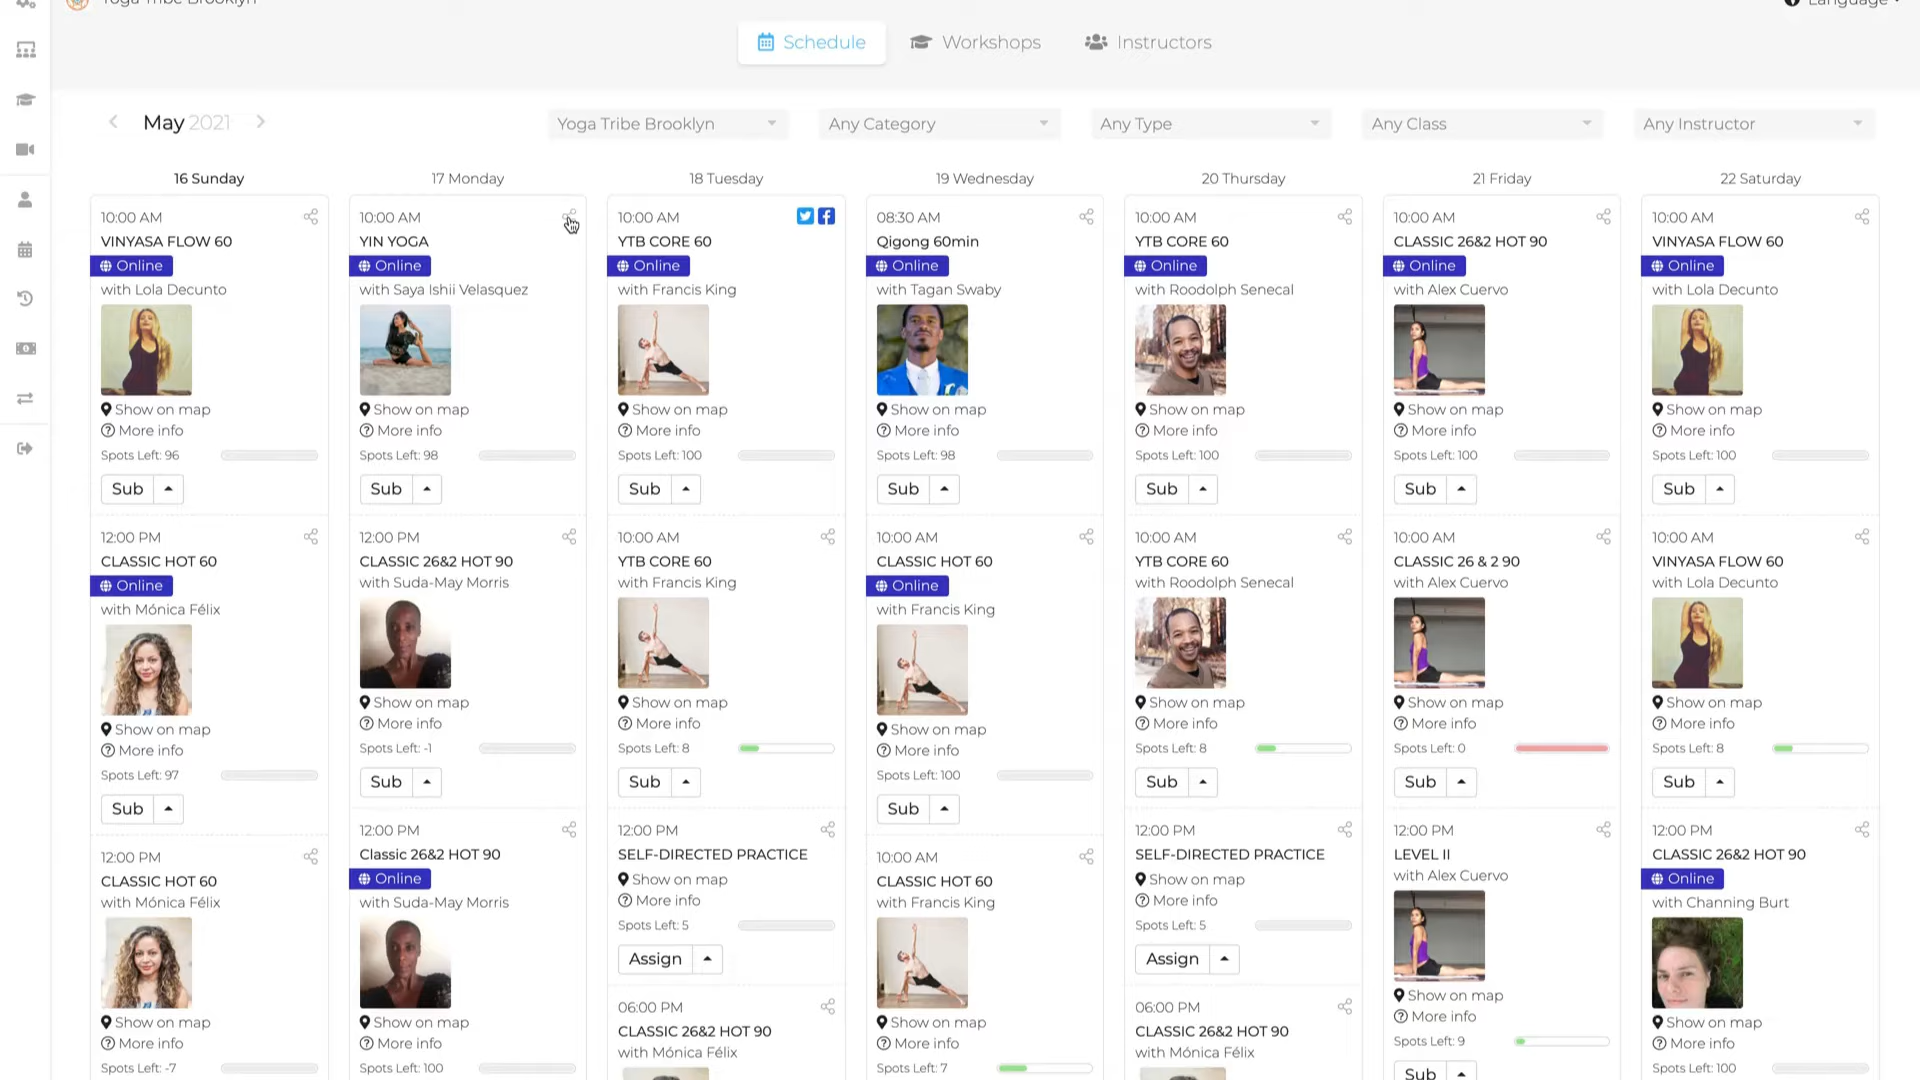 Yoga Tribe Brooklyn
Language
Schedule
Workshops
Instructors
May 2021
Yoga Tribe Brooklyn
Any Category
Any Type
Any Class
Any Instructor
16 Sunday
10:00 AM
VINYASA FLOW 60
Online
with Lola Decunto
Show on map
More info
Spots Left: 96
Sub
12:00 PM
CLASSIC HOT 60
Online
with Mónica Félix
Show on map
More info
Spots Left: 97
Sub
12:00 PM
CLASSIC HOT 60
with Mónica Félix
Show on map
More info
Spots Left: -7
17 Monday
10:00 AM
YIN YOGA
Online
with Saya Ishii Velasquez
Show on map
More info
Spots Left: 98
Sub
12:00 PM
CLASSIC 26&2 HOT 90
with Suda-May Morris
Show on map
More info
Spots Left: -1
Sub
12:00 PM
Classic 26&2 HOT 90
Online
with Suda-May Morris
Show on map
More info
Spots Left: 100
18 Tuesday
10:00 AM
YTB CORE 60
Online
with Francis King
Show on map
More info
Spots Left: 100
Sub
10:00 AM
YTB CORE 60
with Francis King
Show on map
More info
Spots Left: 8
Sub
12:00 PM
SELF-DIRECTED PRACTICE
Show on map
More info
Spots Left: 5
Assign
06:00 PM
CLASSIC 26&2 HOT 90
with Mónica Félix
19 Wednesday
08:30 AM
Qigong 60min
Online
with Tagan Swaby
Show on map
More info
Spots Left: 98
Sub
10:00 AM
CLASSIC HOT 60
Online
with Francis King
Show on map
More info
Spots Left: 100
Sub
10:00 AM
CLASSIC HOT 60
with Francis King
Show on map
More info
Spots Left: 7
20 Thursday
10:00 AM
YTB CORE 60
Online
with Roodolph Senecal
Show on map
More info
Spots Left: 100
Sub
10:00 AM
YTB CORE 60
with Roodolph Senecal
Show on map
More info
Spots Left: 8
Sub
12:00 PM
SELF-DIRECTED PRACTICE
Show on map
More info
Spots Left: 5
Assign
06:00 PM
CLASSIC 26&2 HOT 90
with Mónica Félix
21 Friday
10:00 AM
CLASSIC 26&2 HOT 90
Online
with Alex Cuervo
Show on map
More info
Spots Left: 100
Sub
10:00 AM
CLASSIC 26 & 2 90
with Alex Cuervo
Show on map
More info
Spots Left: 0
Sub
12:00 PM
LEVEL II
with Alex Cuervo
Show on map
More info
Spots Left: 9
Sub
22 Saturday
10:00 AM
VINYASA FLOW 60
Online
with Lola Decunto
Show on map
More info
Spots Left: 100
Sub
10:00 AM
VINYASA FLOW 60
with Lola Decunto
Show on map
More info
Spots Left: 8
Sub
12:00 PM
CLASSIC 26&2 HOT 90
Online
with Channing Burt
Show on map
More info
Spots Left: 100